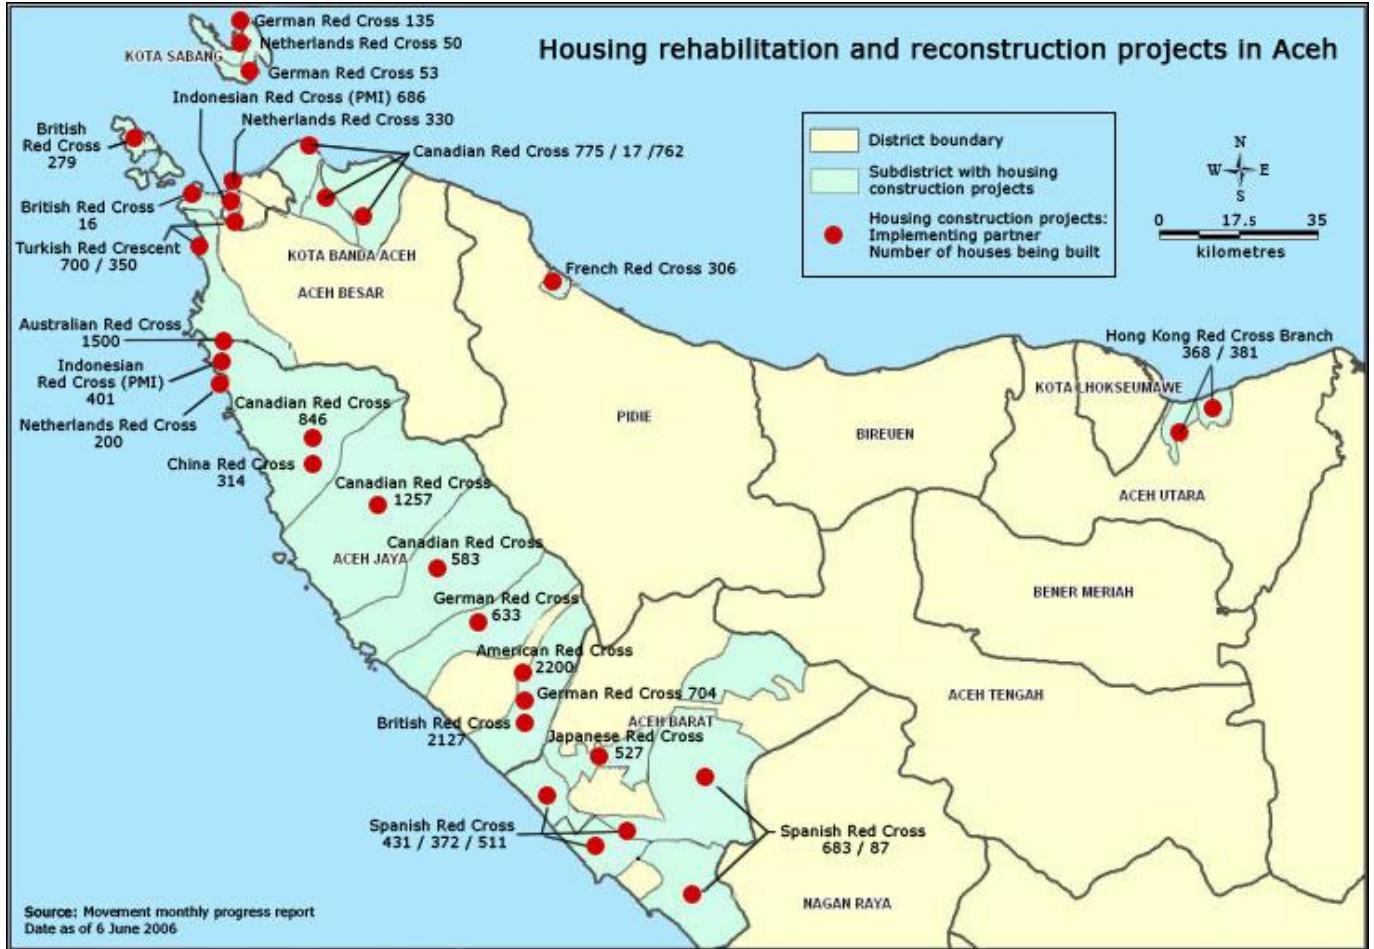 Housing rehabilitation and reconstruction projects in Aceh
German Red Cross 135
Netherlands Red Cross 50
KOTA SABANG
German Red Cross 53
Indonesian Red Cross (PMI) 686
Netherlands Red Cross 330
British
Red Cross
279
Canadian Red Cross 775 / 17 /762
British Red Cross
16
Turkish Red Crescent
700 / 350
KOTA BANDA ACEH
ACEH BESAR
French Red Cross 306
District boundary
Subdistrict with housing
construction projects
Housing construction projects:
Implementing partner
Number of houses being built
N
W E
S
0 17.s 35
kilometres
Australian Red Cross
1500
Indonesian
Red Cross (PMI)
401
Netherlands Red Cross
200
Canadian Red Cross
846
China Red Cross
314
Canadian Red Cross
1257
Canadian Red Cross
583
ACEH JAYA
German Red Cross
633
American Red Cross
2200
German Red Cross 704
British Red Cross
2127
ACEH BARAT
Japanese Red Cross
527
Spanish Red Cross
431 / 372 / 511
Spanish Red Cross
683 / 87
PIDIE
BIREUEN
Hong Kong Red Cross Branch
368 / 381
KOTA LHOKSEUMAWE
ACEH UTARA
BENER MERIAH
ACEH TENGAH
NAGAN RAYA
Source: Movement monthly progress report
Date as of 6 June 2006